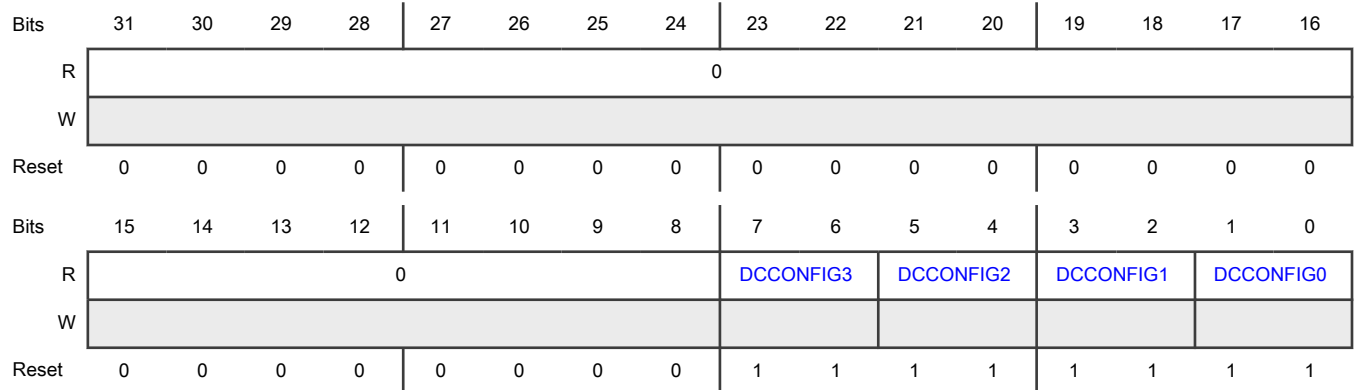 Bits 31 30 29 28 27 26 25 24 23 22 21 20 19 18 17 16
R 0
W
Reset 0 0 0 0 0 0 0 0 0 0 0 0 0 0 0 0
Bits 15 14 13 12 11 10 9 8 7 6 5 4 3 2 1 0
R 0 DCCONFIG3 DCCONFIG2 DCCONFIG1 DCCONFIG0
W
Reset 0 0 0 0 0 0 0 0 1 1 1 1 1 1 1 1